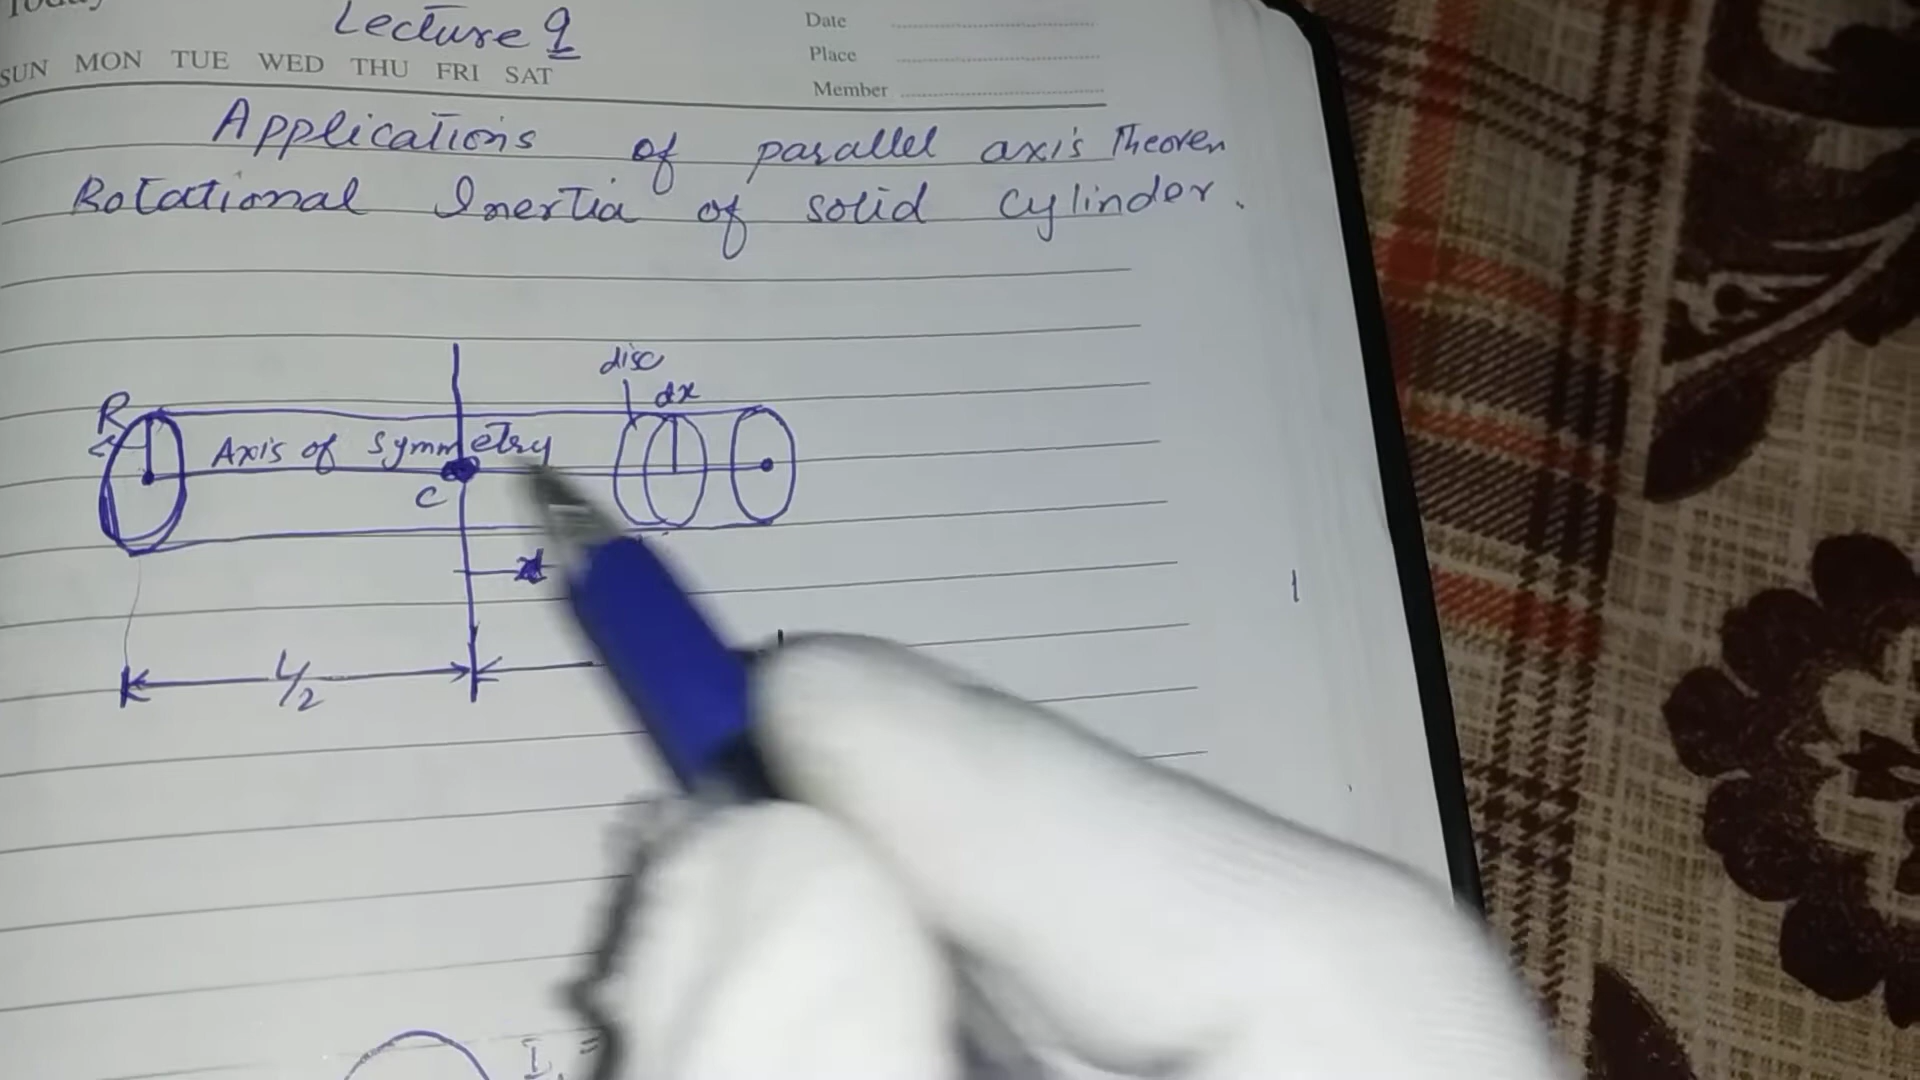 Lecture 9
Date
Place
Member
SUN MON TUE WED THU FRI SAT
Applications of parallel axis Theorem
Rotational Inertia of solid cylinder.
disc
dx
R
Axis of symmetry
C
x
L/2
I =